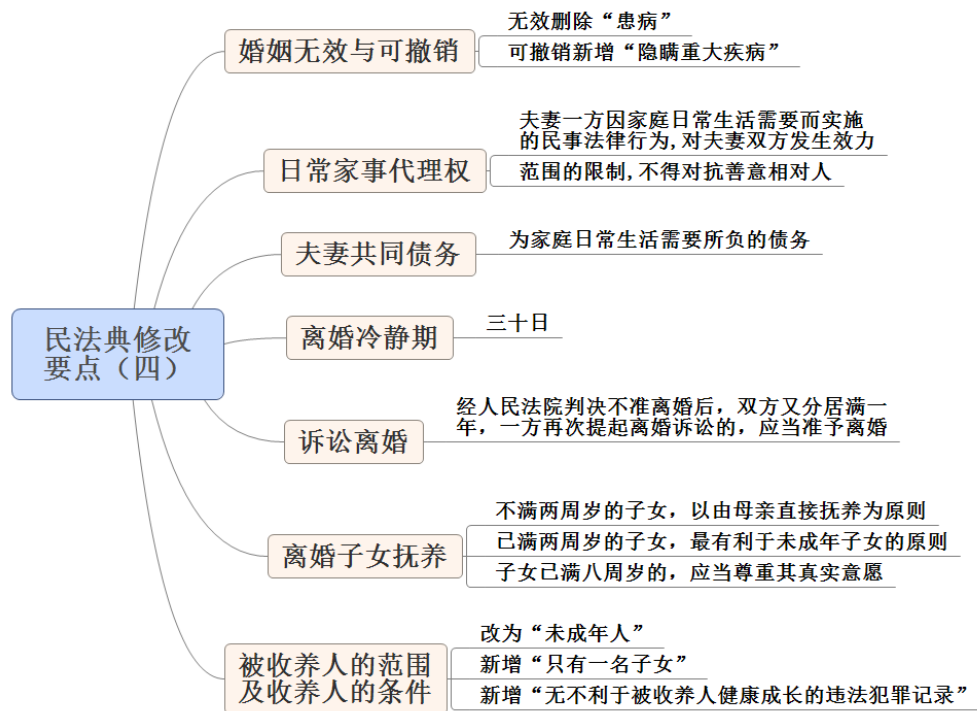 民法典修改
要点（四）
婚姻无效与可撤销
无效删除“患病”
可撤销新增“隐瞒重大疾病”
日常家事代理权
夫妻一方因家庭日常生活需要而实施
的民事法律行为,对夫妻双方发生效力
范围的限制,不得对抗善意相对人
夫妻共同债务
为家庭日常生活需要所负的债务
离婚冷静期
三十日
诉讼离婚
经人民法院判决不准离婚后，双方又分居满一
年，一方再次提起离婚诉讼的，应当准予离婚
离婚子女抚养
不满两周岁的子女，以由母亲直接抚养为原则
已满两周岁的子女，最有利于未成年子女的原则
子女已满八周岁的，应当尊重其真实意愿
被收养人的范围
及收养人的条件
改为“未成年人”
新增“只有一名子女”
新增“无不利于被收养人健康成长的违法犯罪记录”